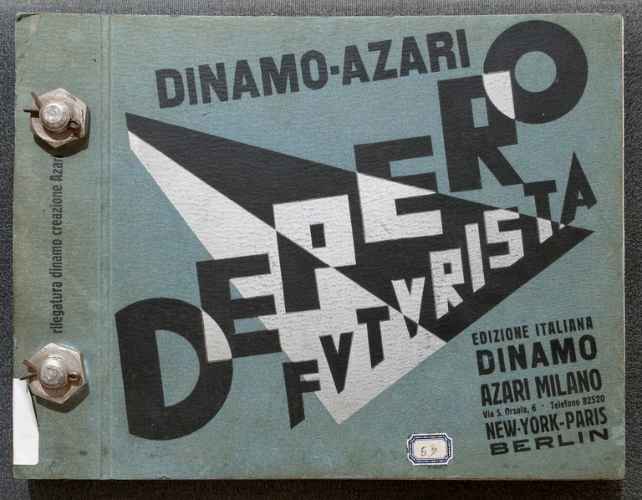 DINAMO-AZARI
DEPERO
FVTVRISTA
rilegatura dinamo creazione Azari
EDIZIONE ITALIANA
DINAMO
AZARI MILANO
Via S. Orsola, 6 - Telefono 82520
NEW-YORK-PARIS
BERLIN